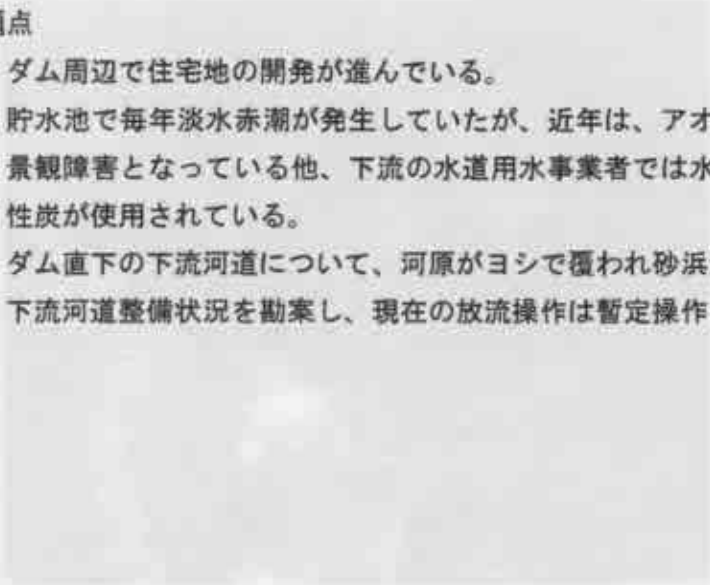 点
ダム周辺で住宅地の開発が進んでいる。
貯水池で毎年淡水赤潮が発生していたが、近年は、アオ
景観障害となっている他、下流の水道用水事業者では水
性炭が使用されている。
ダム直下の下流河道について、河原がヨシで覆われ砂浜
下流河道整備状況を勘案し、現在の放流操作は暫定操作